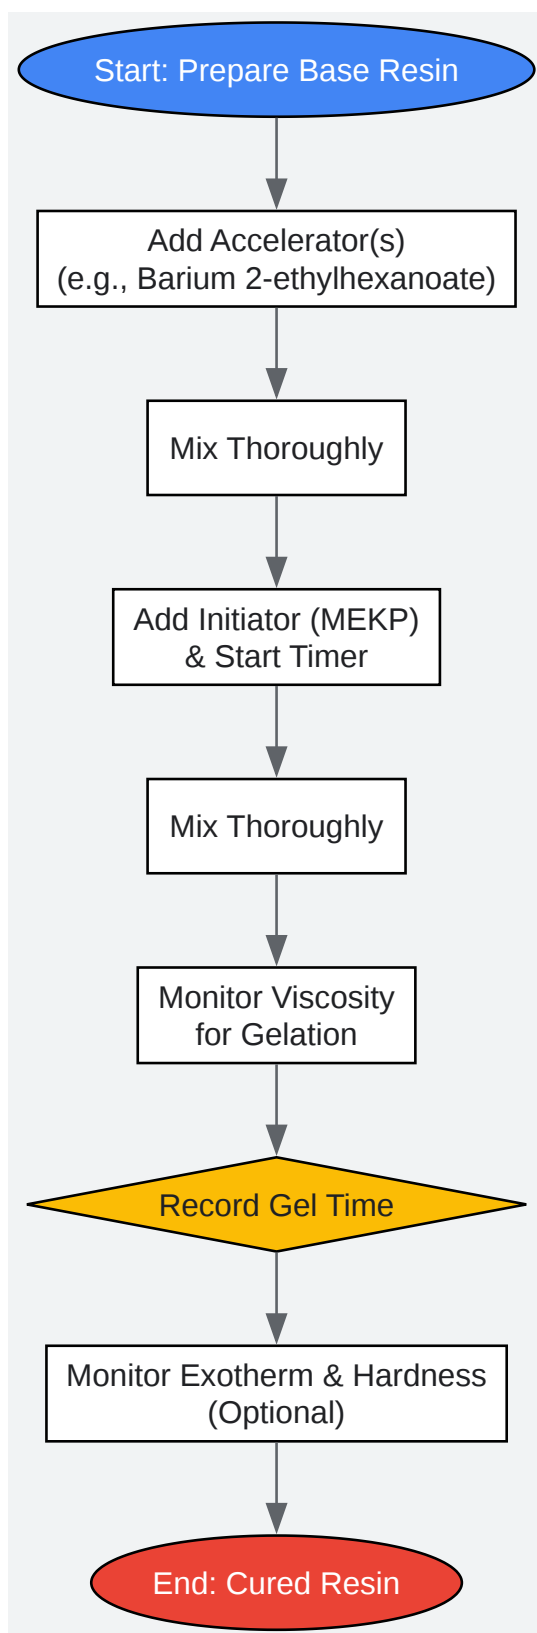 Start: Prepare Base Resin
Add Accelerator(s)
(e.g., Barium 2-ethylhexanoate)
Mix Thoroughly
Add Initiator (MEKP)
& Start Timer
Mix Thoroughly
Monitor Viscosity
for Gelation
Record Gel Time
Monitor Exotherm & Hardness
(Optional)
End: Cured Resin